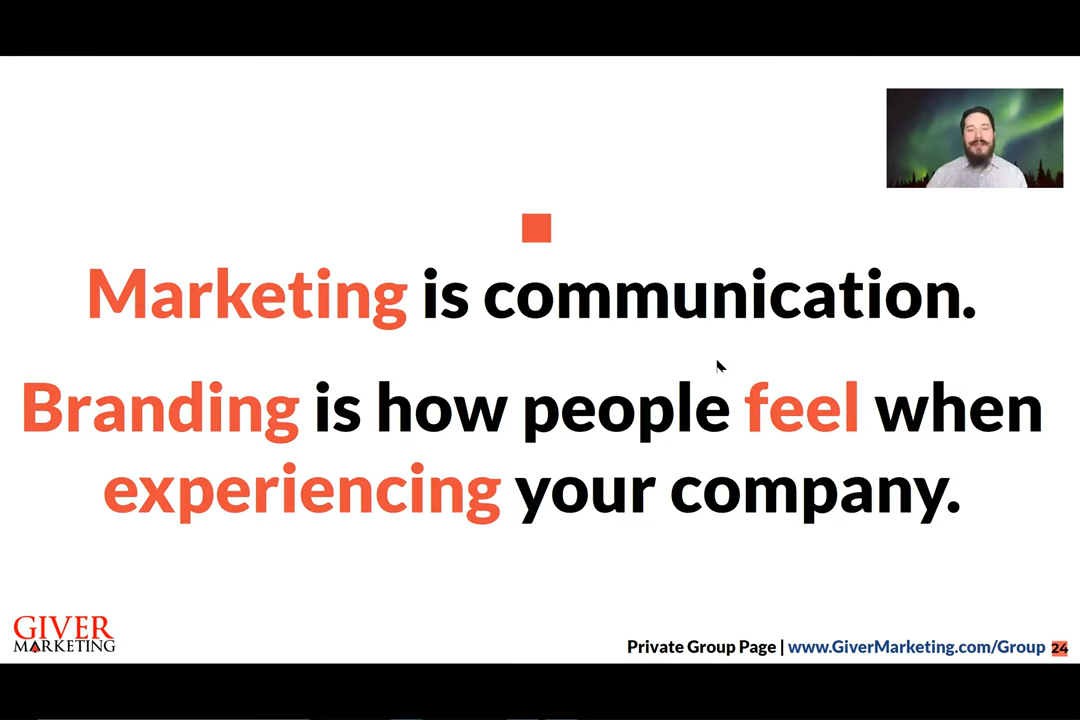 Marketing is communication.
Branding is how people feel when
experiencing your company.
GIVER
MARKETING
Private Group Page | www.GiverMarketing.com/Group 24